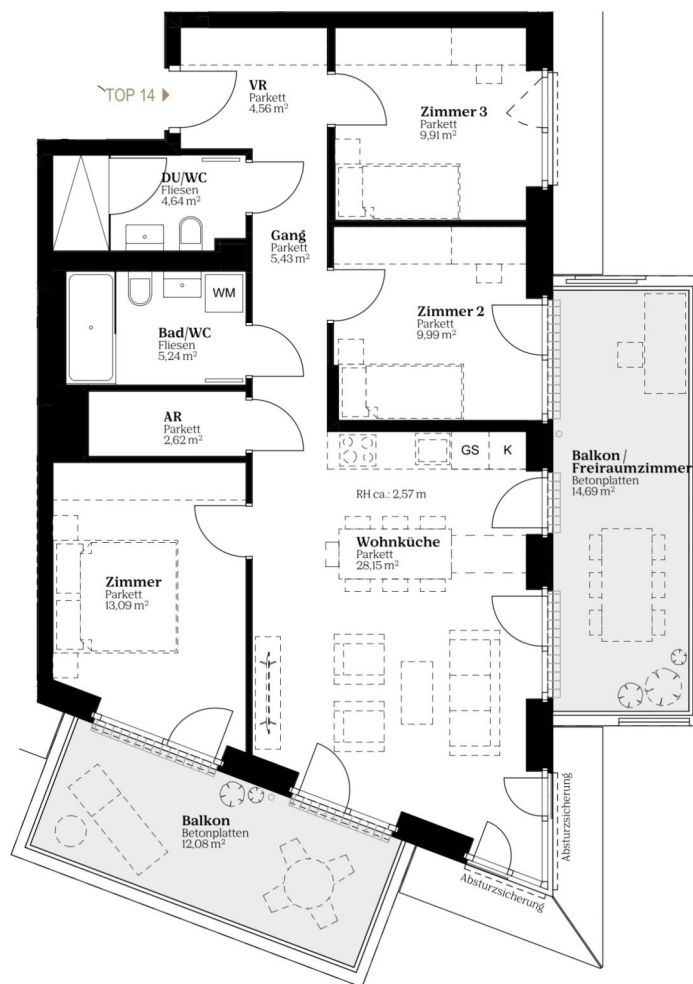 TOP 14
VR
Parkett
4,56 m²
Zimmer 3
Parkett
9,91 m²
DU/WC
Fliesen
4,64 m²
Gang
Parkett
5,43 m²
WM
Bad/WC
Fliesen
5,24 m²
Zimmer 2
Parkett
9,99 m²
AR
Parkett
2,62 m²
GS
K
RH ca.: 2,57 m
Balkon/
Freiraumzimmer
Betonplatten
14,69 m²
Wohnküche
Parkett
28,15 m²
Zimmer
Parkett
13,09 m²
Balkon
Betonplatten
12,08 m²
Absturzsicherung
Absturzsicherung